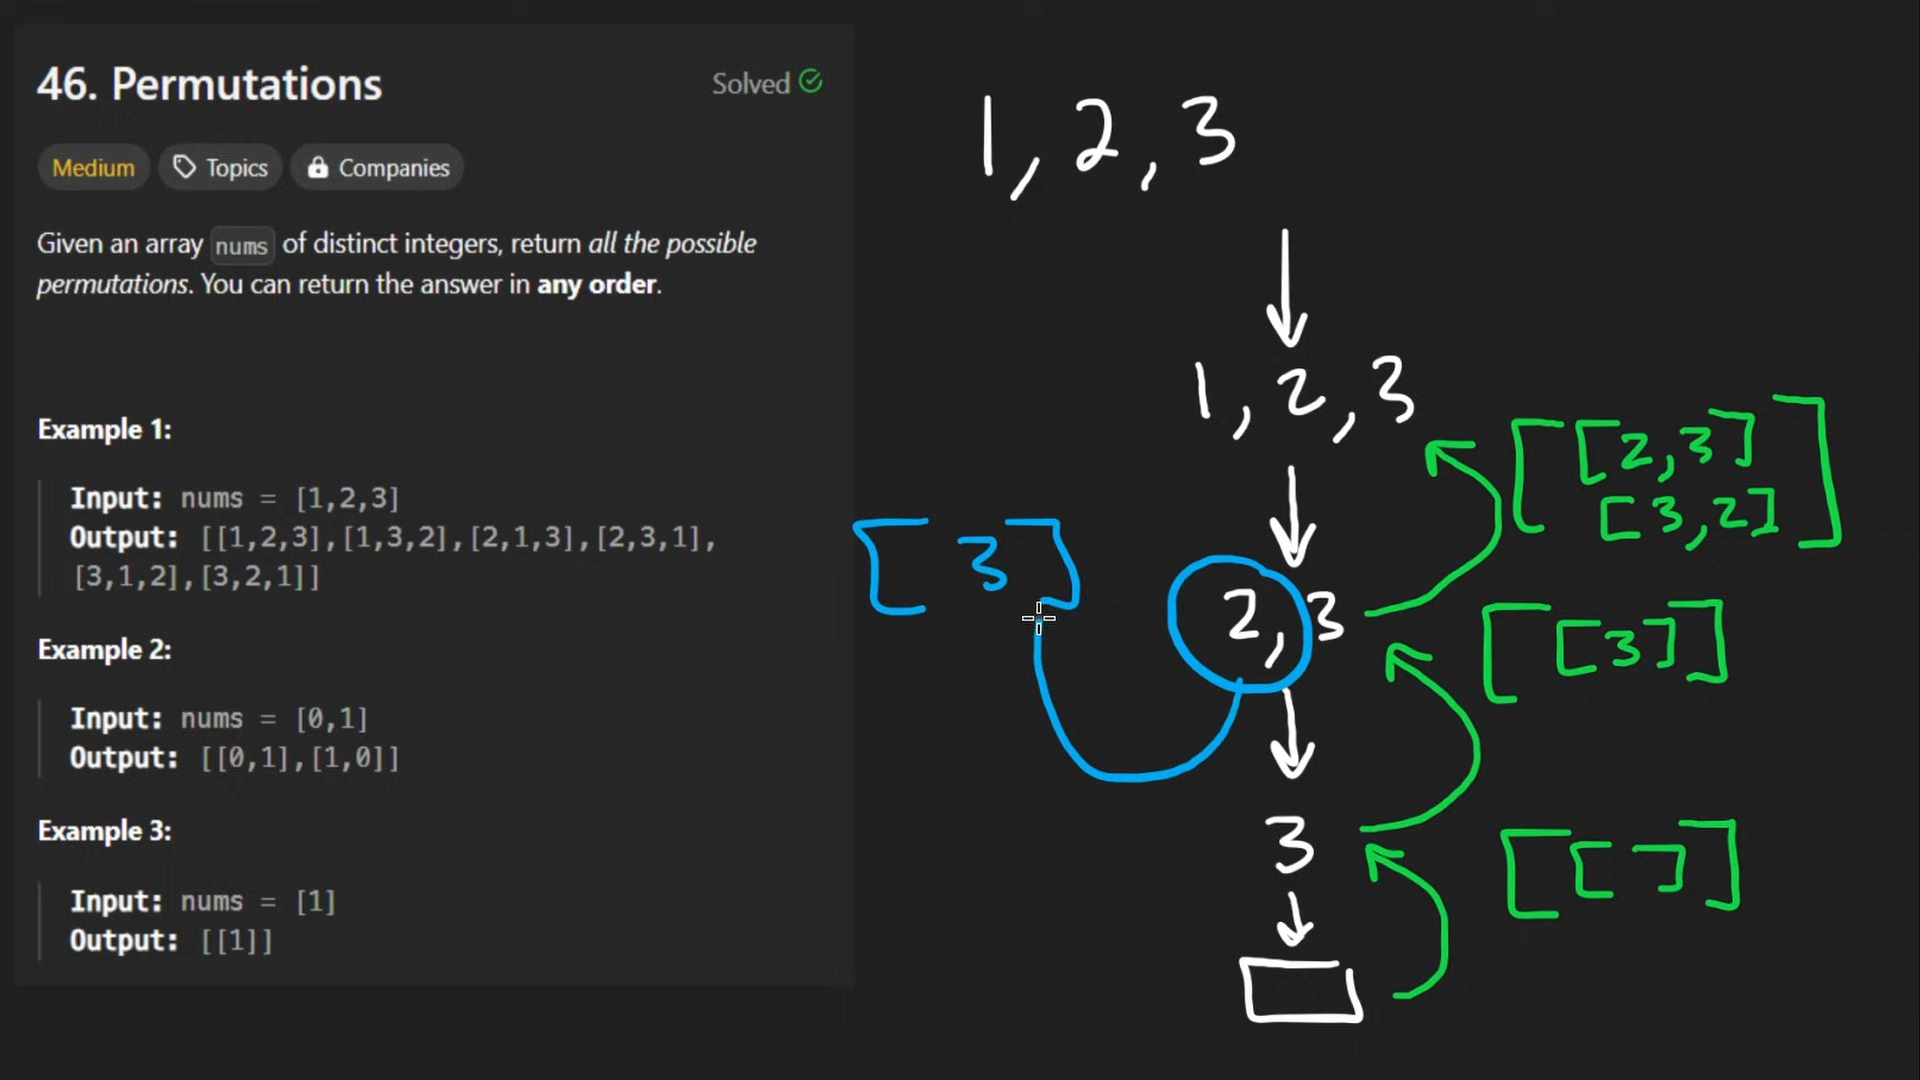 46. Permutations
Solved
Medium
Topics
Companies
Given an array nums of distinct integers, return all the possible
permutations. You can return the answer in any order.
Example 1:
Input: nums = [1,2,3]
Output: [[1,2,3],[1,3,2],[2,1,3],[2,3,1],
[3,1,2],[3,2,1]]
Example 2:
Input: nums = [0,1]
Output: [[0,1],[1,0]]
Example 3:
Input: nums = [1]
Output: [[1]]
1, 2, 3
1, 2, 3
[[2,3]
[3,2]]
[3]
2, 3
[[3]]
3
[[ ]]